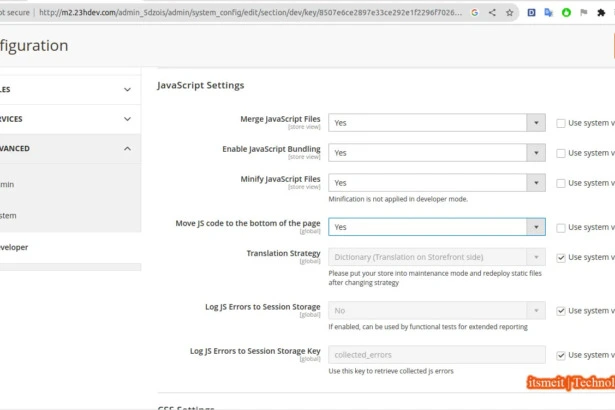 ot secure | http://m2.23hdev.com/admin_5dzois/admin/system_config/edit/section/dev/key/8507e6ce2897e33ce292e1f2296f7026...
nfiguration
LES
RVICES
VANCED
min
stem
eveloper
JavaScript Settings
Merge JavaScript Files
[store view]
Yes
Use system v
Enable JavaScript Bundling
[store view]
Yes
Use system v
Minify JavaScript Files
[store view]
Yes
Use system v
Minification is not applied in developer mode.
Move JS code to the bottom of the page
[global]
Yes
Use system v
Translation Strategy
[global]
Dictionary (Translation on Storefront side)
Use system v
Please put your store into maintenance mode and redeploy static files
after changing strategy
Log JS Errors to Session Storage
[global]
No
Use system v
If enabled, can be used by functional tests for extended reporting
Log JS Errors to Session Storage Key
[global]
collected_errors
Use system v
Use this key to retrieve collected js errors
itsmeit | Technol
CSS Settings